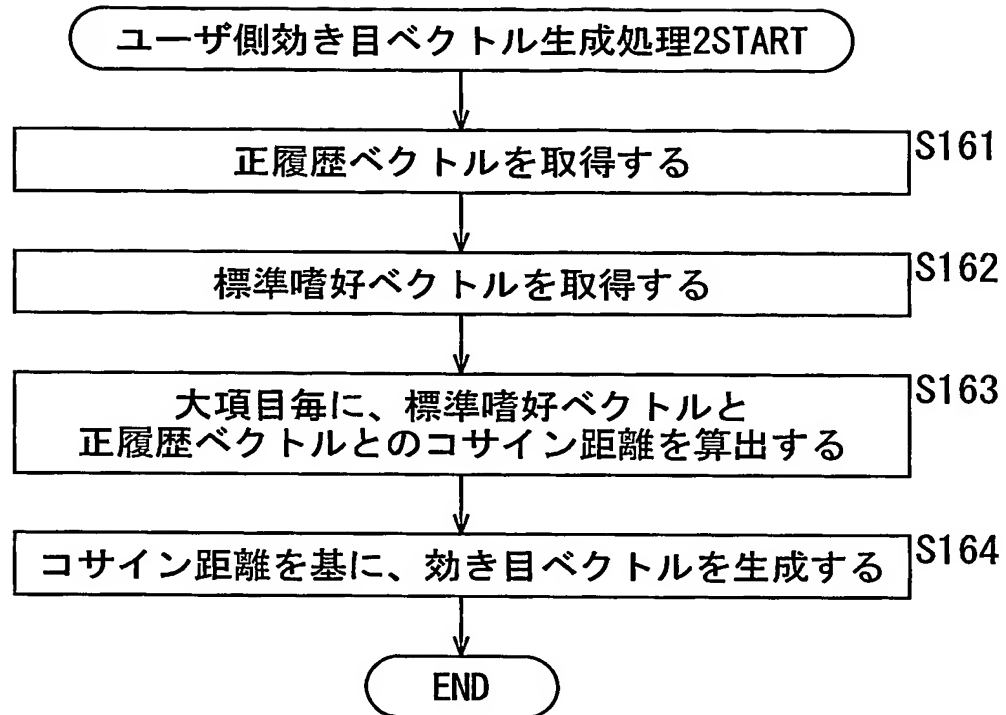 ユーザ側効き目ベクトル生成処理2START
正履歴ベクトルを取得する
S161
標準嗜好ベクトルを取得する
S162
大項目毎に、標準嗜好ベクトルと
正履歴ベクトルとのコサイン距離を算出する
S163
コサイン距離を基に、効き目ベクトルを生成する
S164
END